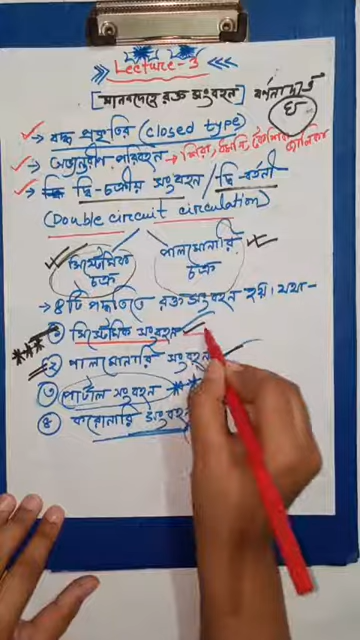 Lecture-3
[মানবদেহে রক্ত সংবহন]
→ বদ্ধ প্রকৃতির (closed type)
→ পরিবহন → শিরা, ধমনি, কৈশিক জালিকা
→ দ্বি-চক্রীয় সংবহন / দ্বি-বর্তনী
(Double circuit circulation)
সিস্টেমিক চক্র
পালমোনারি চক্র
→ ৪টি পদ্ধতিতে রক্ত সংবহন হয়। যথা-
① সিস্টেমিক সংবহন
② পালমোনারি সংবহন
③ পোর্টাল সংবহন
④ করোনারি সংবহন